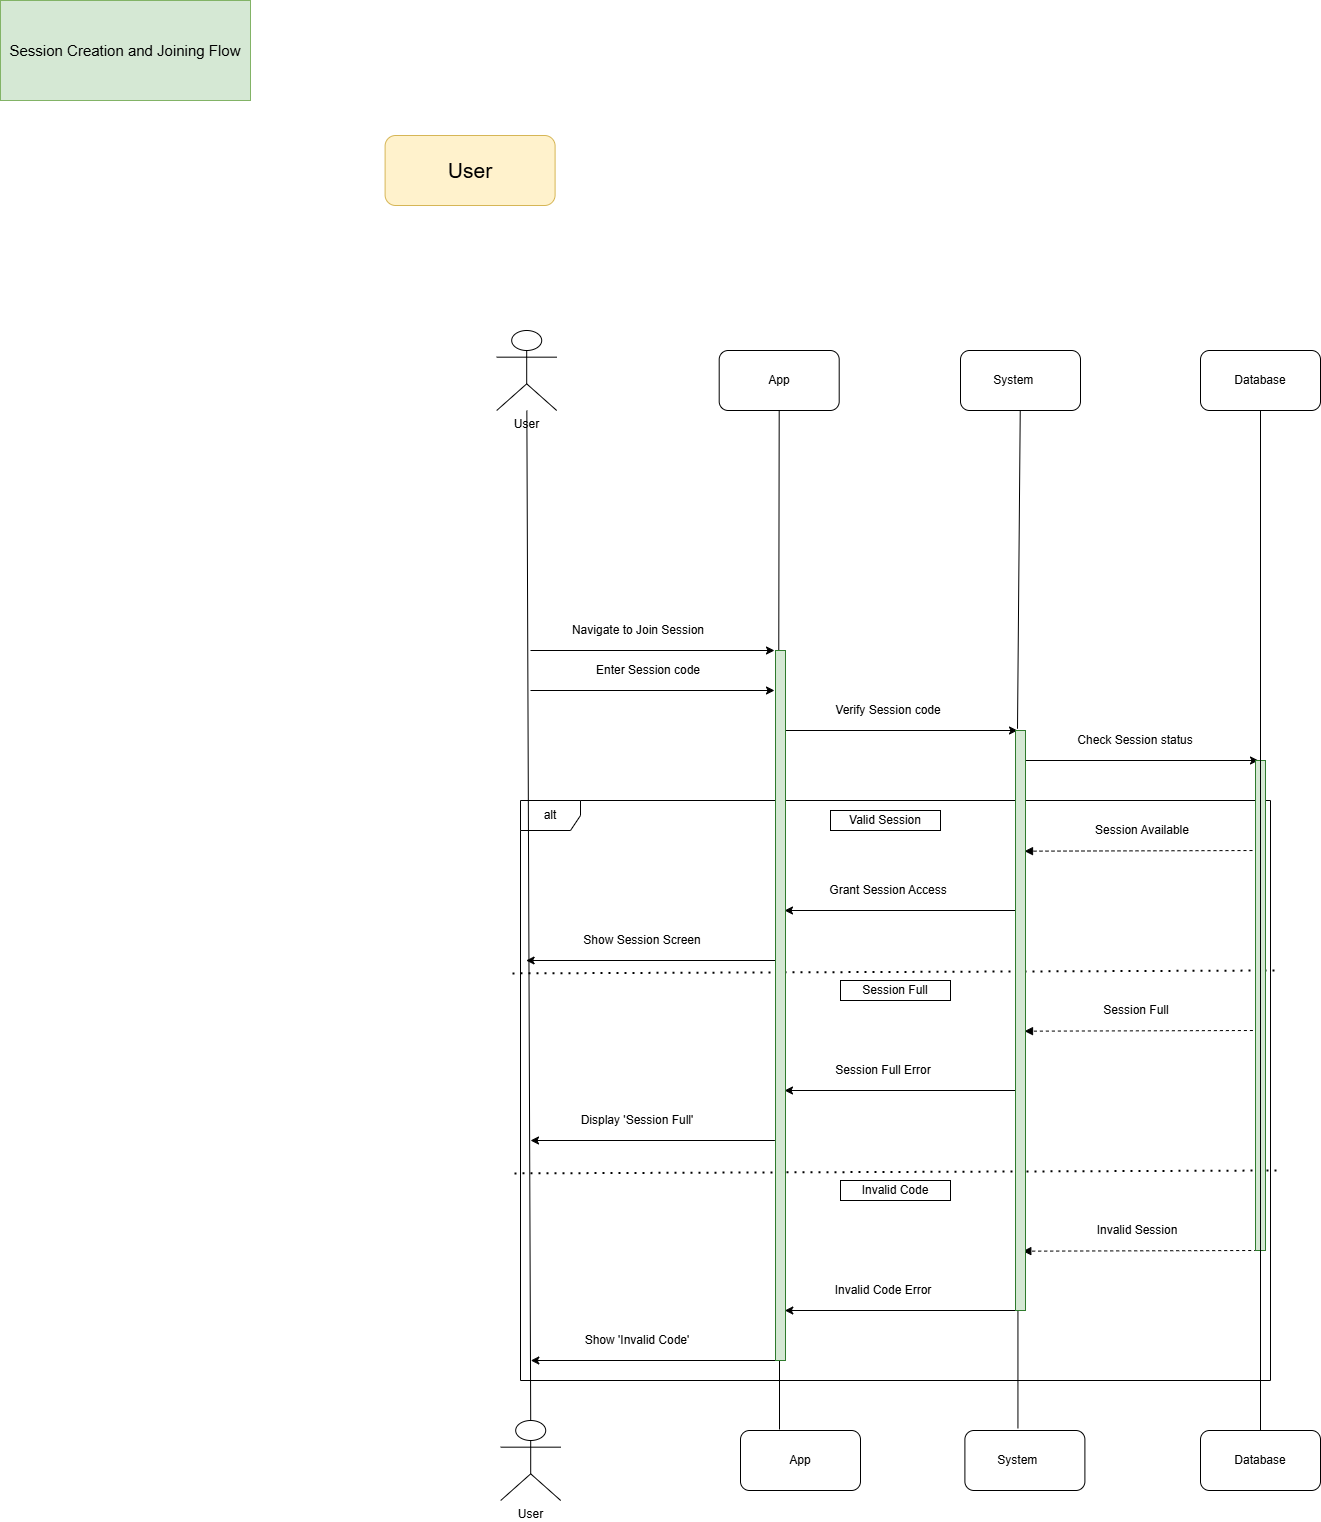 Session Creation and Joining Flow
User
User
App
System
Database
Navigate to Join Session
Enter Session code
Verify Session code
Check Session status
alt
Valid Session
Session Available
Grant Session Access
Show Session Screen
Session Full
Session Full
Session Full Error
Display 'Session Full'
Invalid Code
Invalid Session
Invalid Code Error
Show 'Invalid Code'
App
System
Database
User